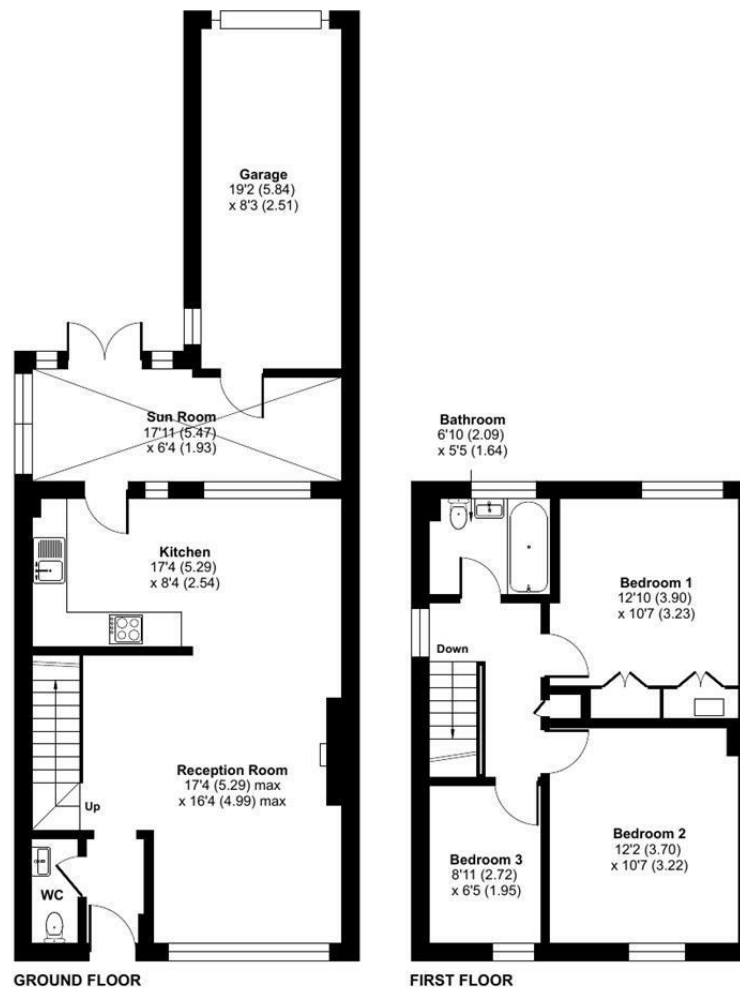 Garage
19'2 (5.84)
x 8'3 (2.51)
Sun Room
17'11 (5.47)
x 6'4 (1.93)
Kitchen
17'4 (5.29)
x 8'4 (2.54)
Reception Room
17'4 (5.29) max
x 16'4 (4.99) max
Up
WC
GROUND FLOOR
Bathroom
6'10 (2.09)
x 5'5 (1.64)
Bedroom 1
12'10 (3.90)
x 10'7 (3.23)
Down
Bedroom 2
12'2 (3.70)
x 10'7 (3.22)
Bedroom 3
8'11 (2.72)
x 6'5 (1.95)
FIRST FLOOR